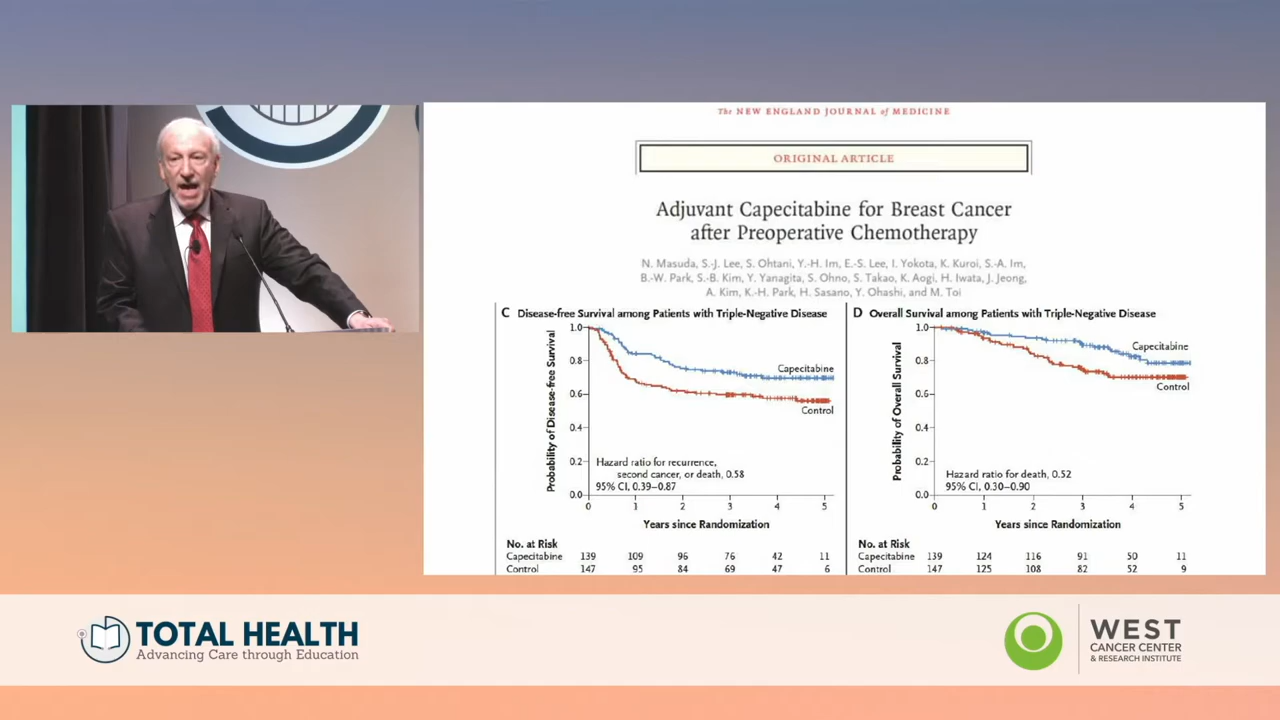 The NEW ENGLAND JOURNAL of MEDICINE
ORIGINAL ARTICLE
Adjuvant Capecitabine for Breast Cancer
after Preoperative Chemotherapy
N. Masuda, S.-J. Lee, S. Ohtani, Y.-H. Im, E.-S. Lee, I. Yokota, K. Kuroi, S.-A. Im,
B.-W. Park, S.-B. Kim, Y. Yanagita, S. Ohno, S. Takao, K. Aogi, H. Iwata, J. Jeong,
A. Kim, K.-H. Park, H. Sasano, Y. Ohashi, and M. Toi
C Disease-free Survival among Patients with Triple-Negative Disease
Probability of Disease-free Survival
1.0
0.8
0.6
0.4
0.2
0.0
Capecitabine
Control
Hazard ratio for recurrence,
second cancer, or death, 0.58
95% CI, 0.39–0.87
0 1 2 3 4 5
Years since Randomization
No. at Risk
Capecitabine 139 109 96 76 42 11
Control 147 95 84 69 47 6
D Overall Survival among Patients with Triple-Negative Disease
Probability of Overall Survival
1.0
0.8
0.6
0.4
0.2
0.0
Capecitabine
Control
Hazard ratio for death, 0.52
95% CI, 0.30–0.90
0 1 2 3 4 5
Years since Randomization
No. at Risk
Capecitabine 139 124 116 91 50 11
Control 147 125 108 82 52 9
TOTAL HEALTH
Advancing Care through Education
WEST
CANCER CENTER
& RESEARCH INSTITUTE